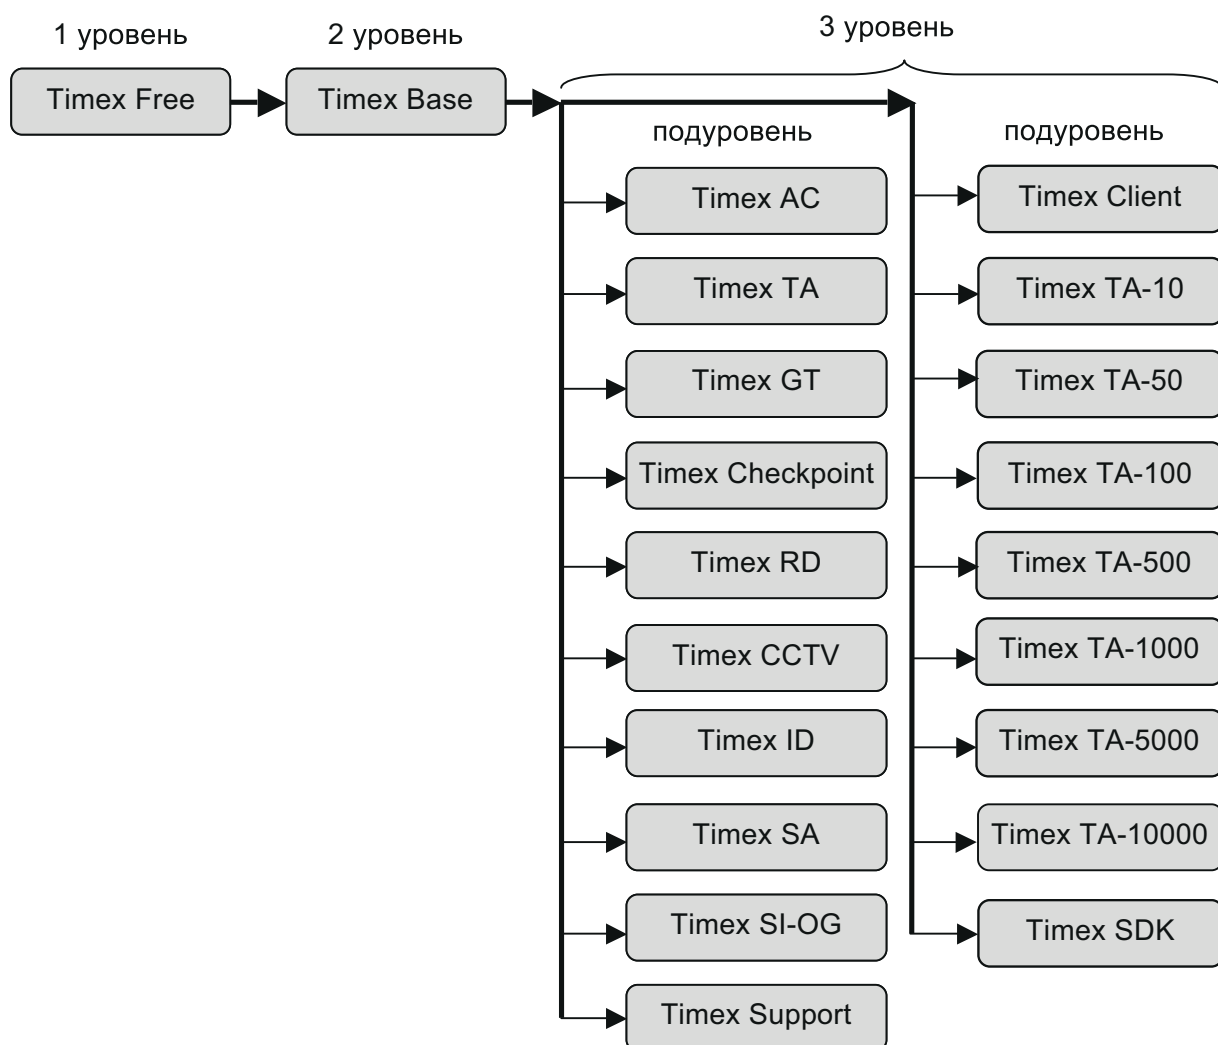 1 уровень
2 уровень
3 уровень
Timex Free
Timex Base
подуровень
подуровень
Timex AC
Timex Client
Timex TA
Timex TA-10
Timex GT
Timex TA-50
Timex Checkpoint
Timex TA-100
Timex RD
Timex TA-500
Timex CCTV
Timex TA-1000
Timex ID
Timex TA-5000
Timex SA
Timex TA-10000
Timex SI-OG
Timex SDK
Timex Support